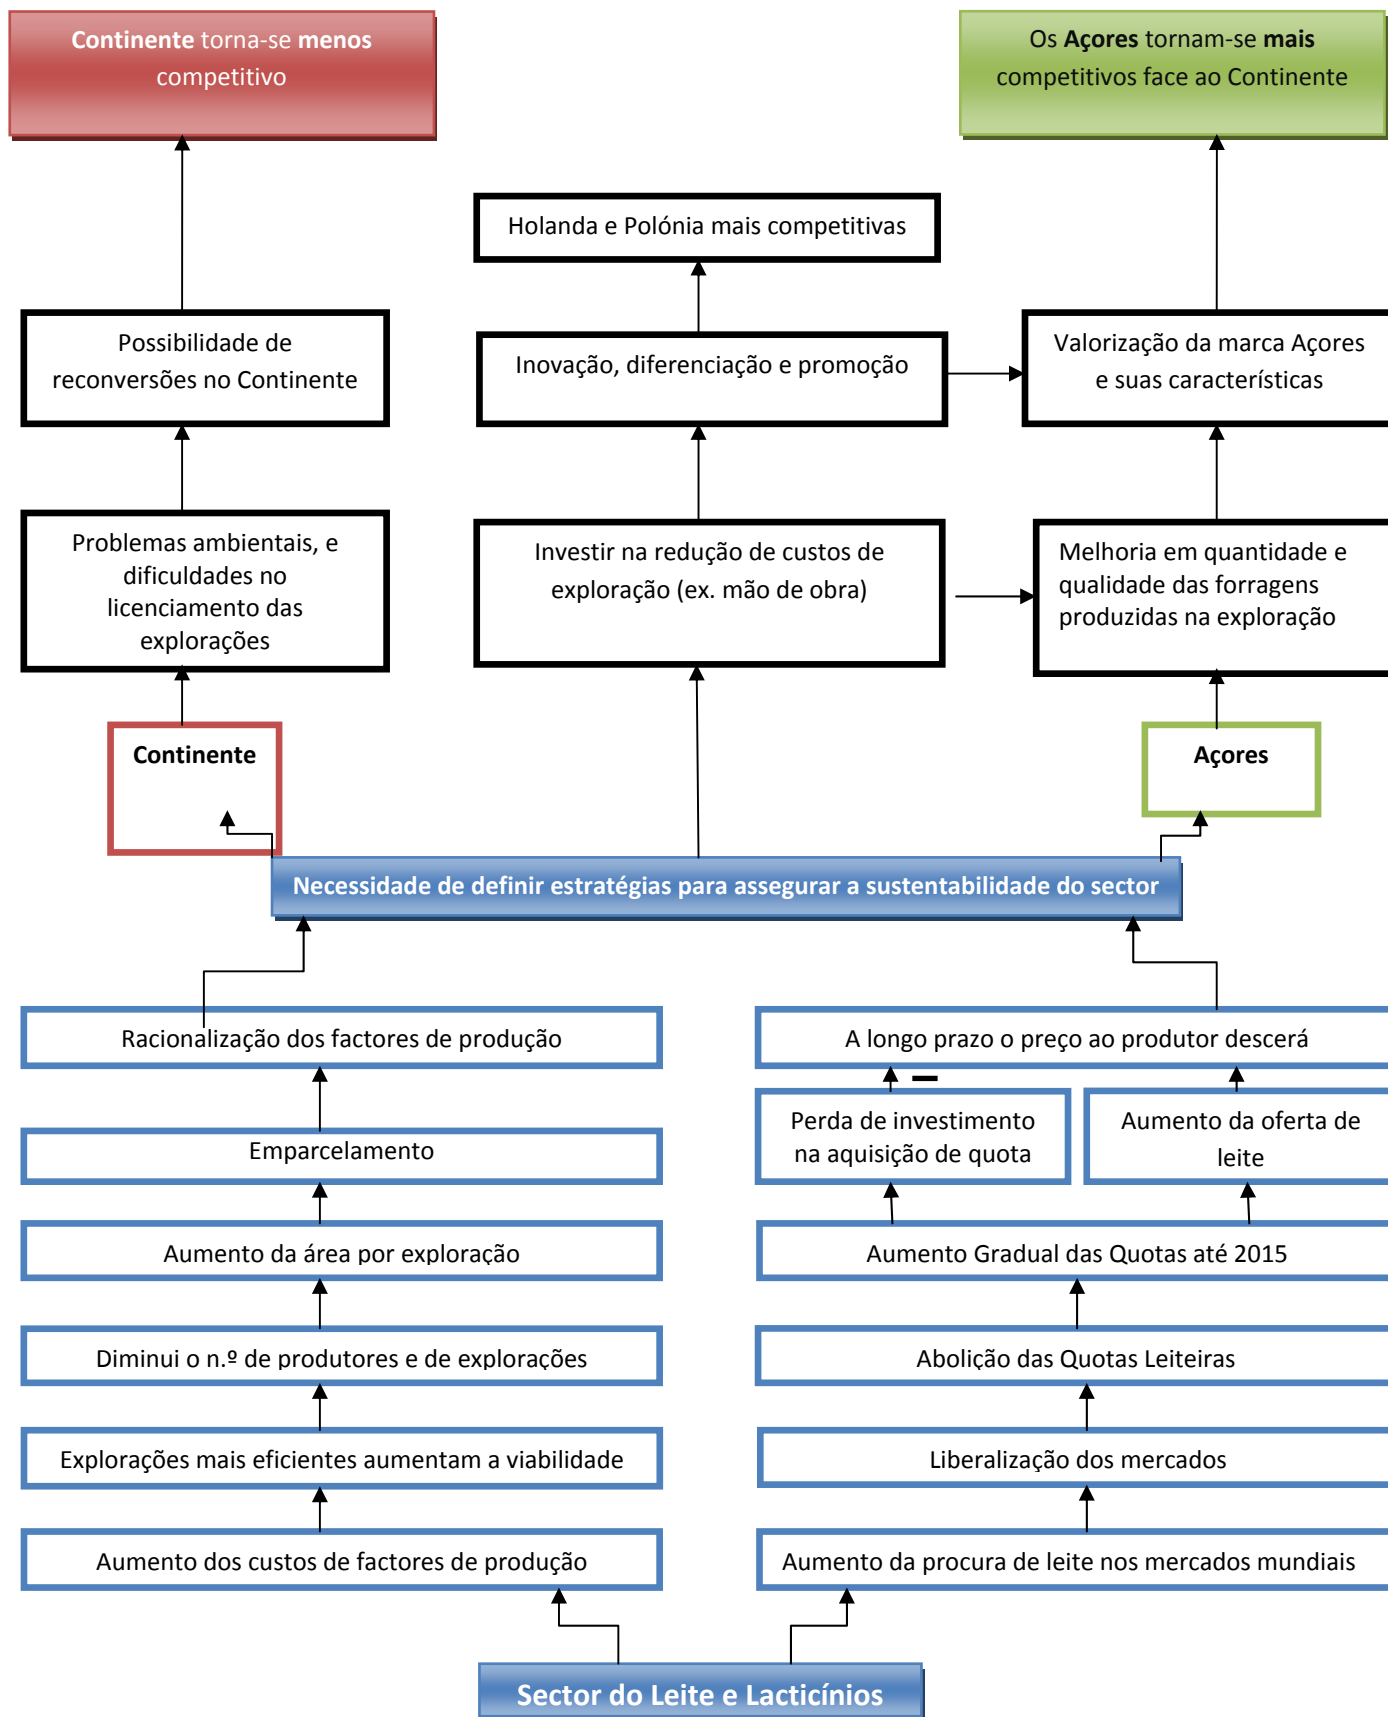 Continente torna-se menos
competitivo
Os Açores tornam-se mais
competitivos face ao Continente
Holanda e Polónia mais competitivas
Possibilidade de
reconversões no Continente
Inovação, diferenciação e promoção
Valorização da marca Açores
e suas características
Problemas ambientais, e
dificuldades no
licenciamento das
explorações
Investir na redução de custos de
exploração (ex. mão de obra)
Melhoria em quantidade e
qualidade das forragens
produzidas na exploração
Continente
Açores
Necessidade de definir estratégias para assegurar a sustentabilidade do sector
Racionalização dos factores de produção
A longo prazo o preço ao produtor descerá
Emparcelamento
Perda de investimento
na aquisição de quota
Aumento da oferta de
leite
Aumento da área por exploração
Aumento Gradual das Quotas até 2015
Diminui o n.º de produtores e de explorações
Abolição das Quotas Leiteiras
Explorações mais eficientes aumentam a viabilidade
Liberalização dos mercados
Aumento dos custos de factores de produção
Aumento da procura de leite nos mercados mundiais
Sector do Leite e Lacticínios